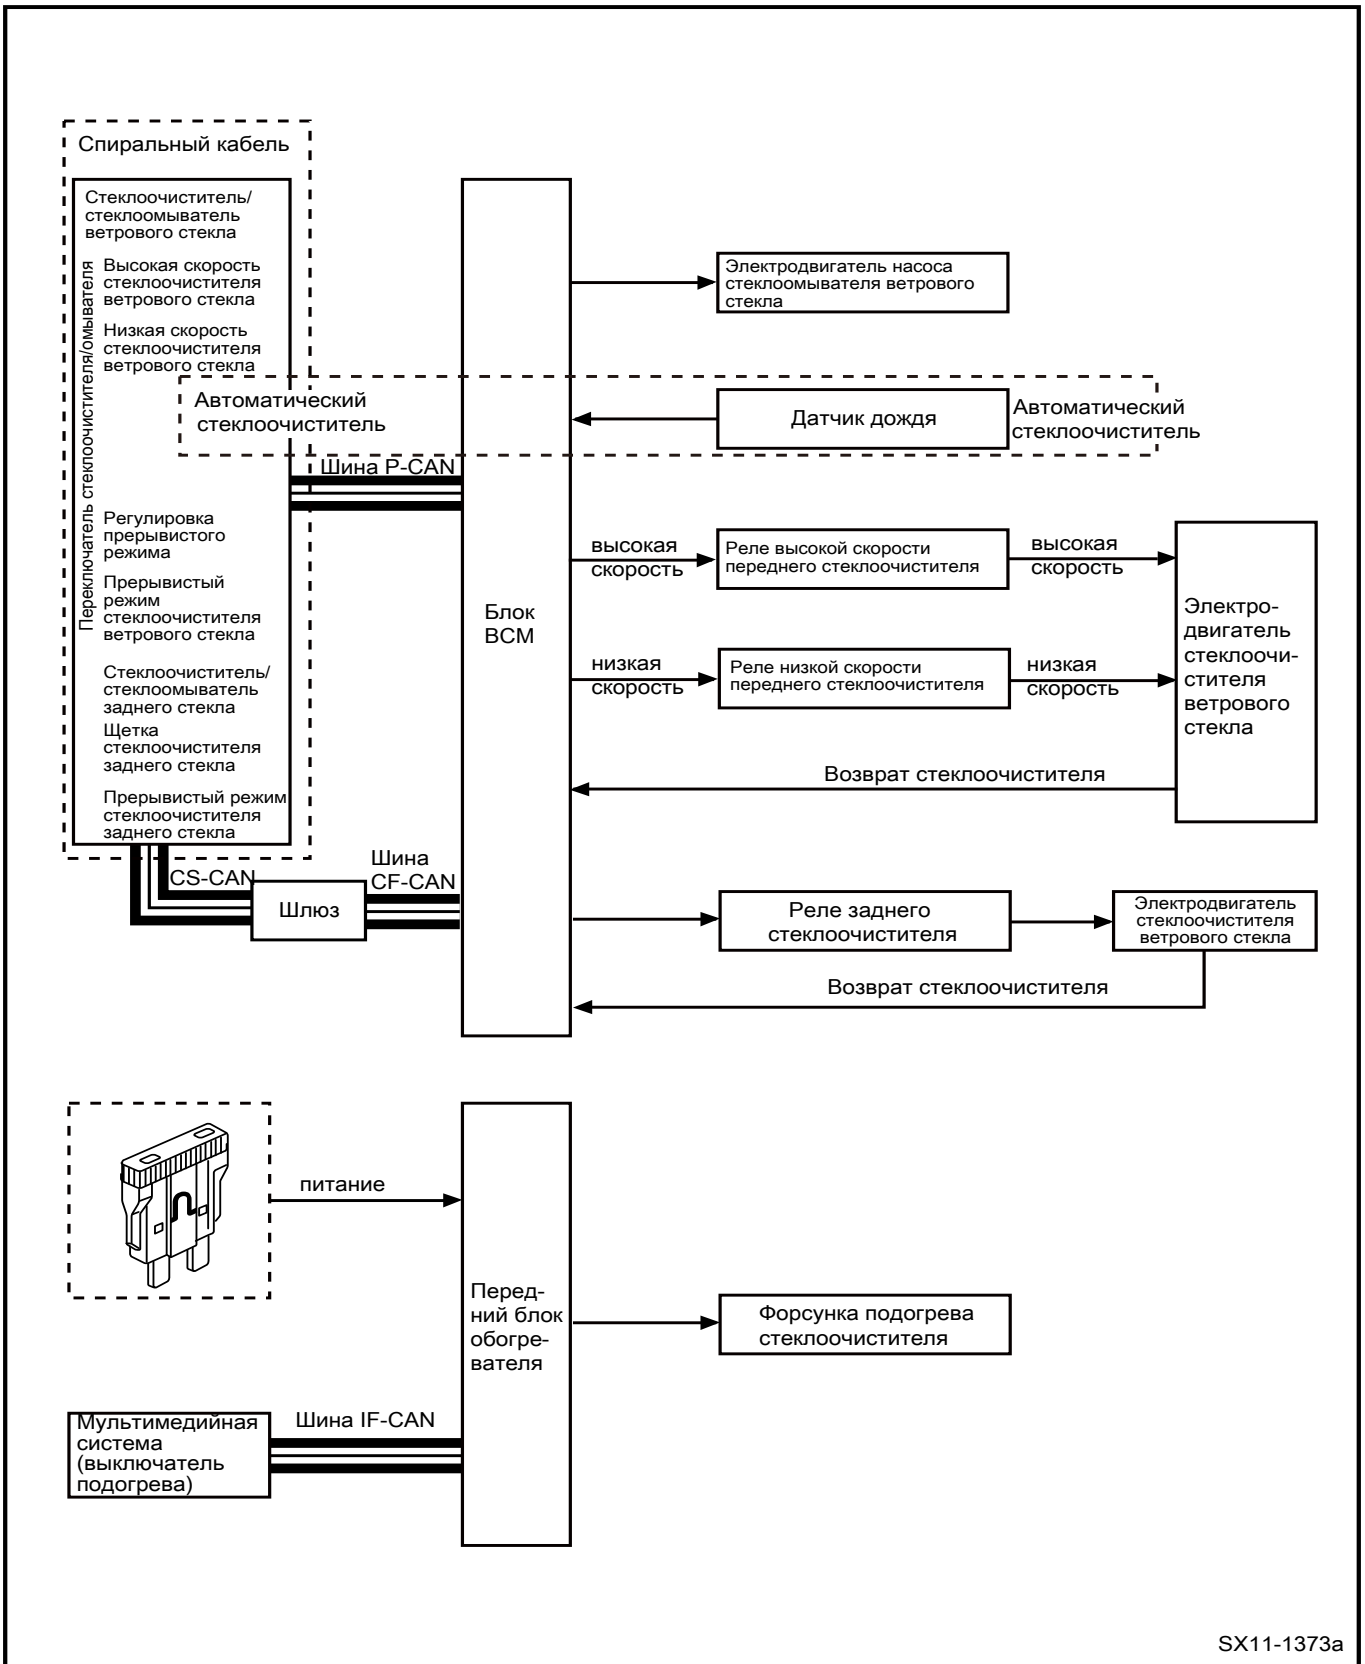 Спиральный кабель
Стеклоочиститель/
стеклоомыватель
ветрового стекла
Переключатель стеклоочистителя/омывателя
Высокая скорость
стеклоочистителя
ветрового стекла
Низкая скорость
стеклоочистителя
ветрового стекла
Автоматический
стеклоочиститель
Шина P-CAN
Регулировка
прерывистого
режима
Прерывистый
режим
стеклоочистителя
ветрового стекла
Стеклоочиститель/
стеклоомыватель
заднего стекла
Щетка
стеклоочистителя
заднего стекла
Прерывистый режим
стеклоочистителя
заднего стекла
CS-CAN
Шлюз
Шина
CF-CAN
Блок
BCM
Электродвигатель насоса
стеклоомывателя ветрового
стекла
Датчик дождя
Автоматический
стеклоочиститель
высокая
скорость
Реле высокой скорости
переднего стеклоочистителя
высокая
скорость
низкая
скорость
Реле низкой скорости
переднего стеклоочистителя
низкая
скорость
Электро-
двигатель
стеклоочи-
стителя
ветрового
стекла
Возврат стеклоочистителя
Реле заднего
стеклоочистителя
Электродвигатель
стеклоочистителя
ветрового стекла
Возврат стеклоочистителя
питание
Перед-
ний блок
обогре-
вателя
Форсунка подогрева
стеклоочистителя
Мультимедийная
система
(выключатель
подогрева)
Шина IF-CAN
SX11-1373a